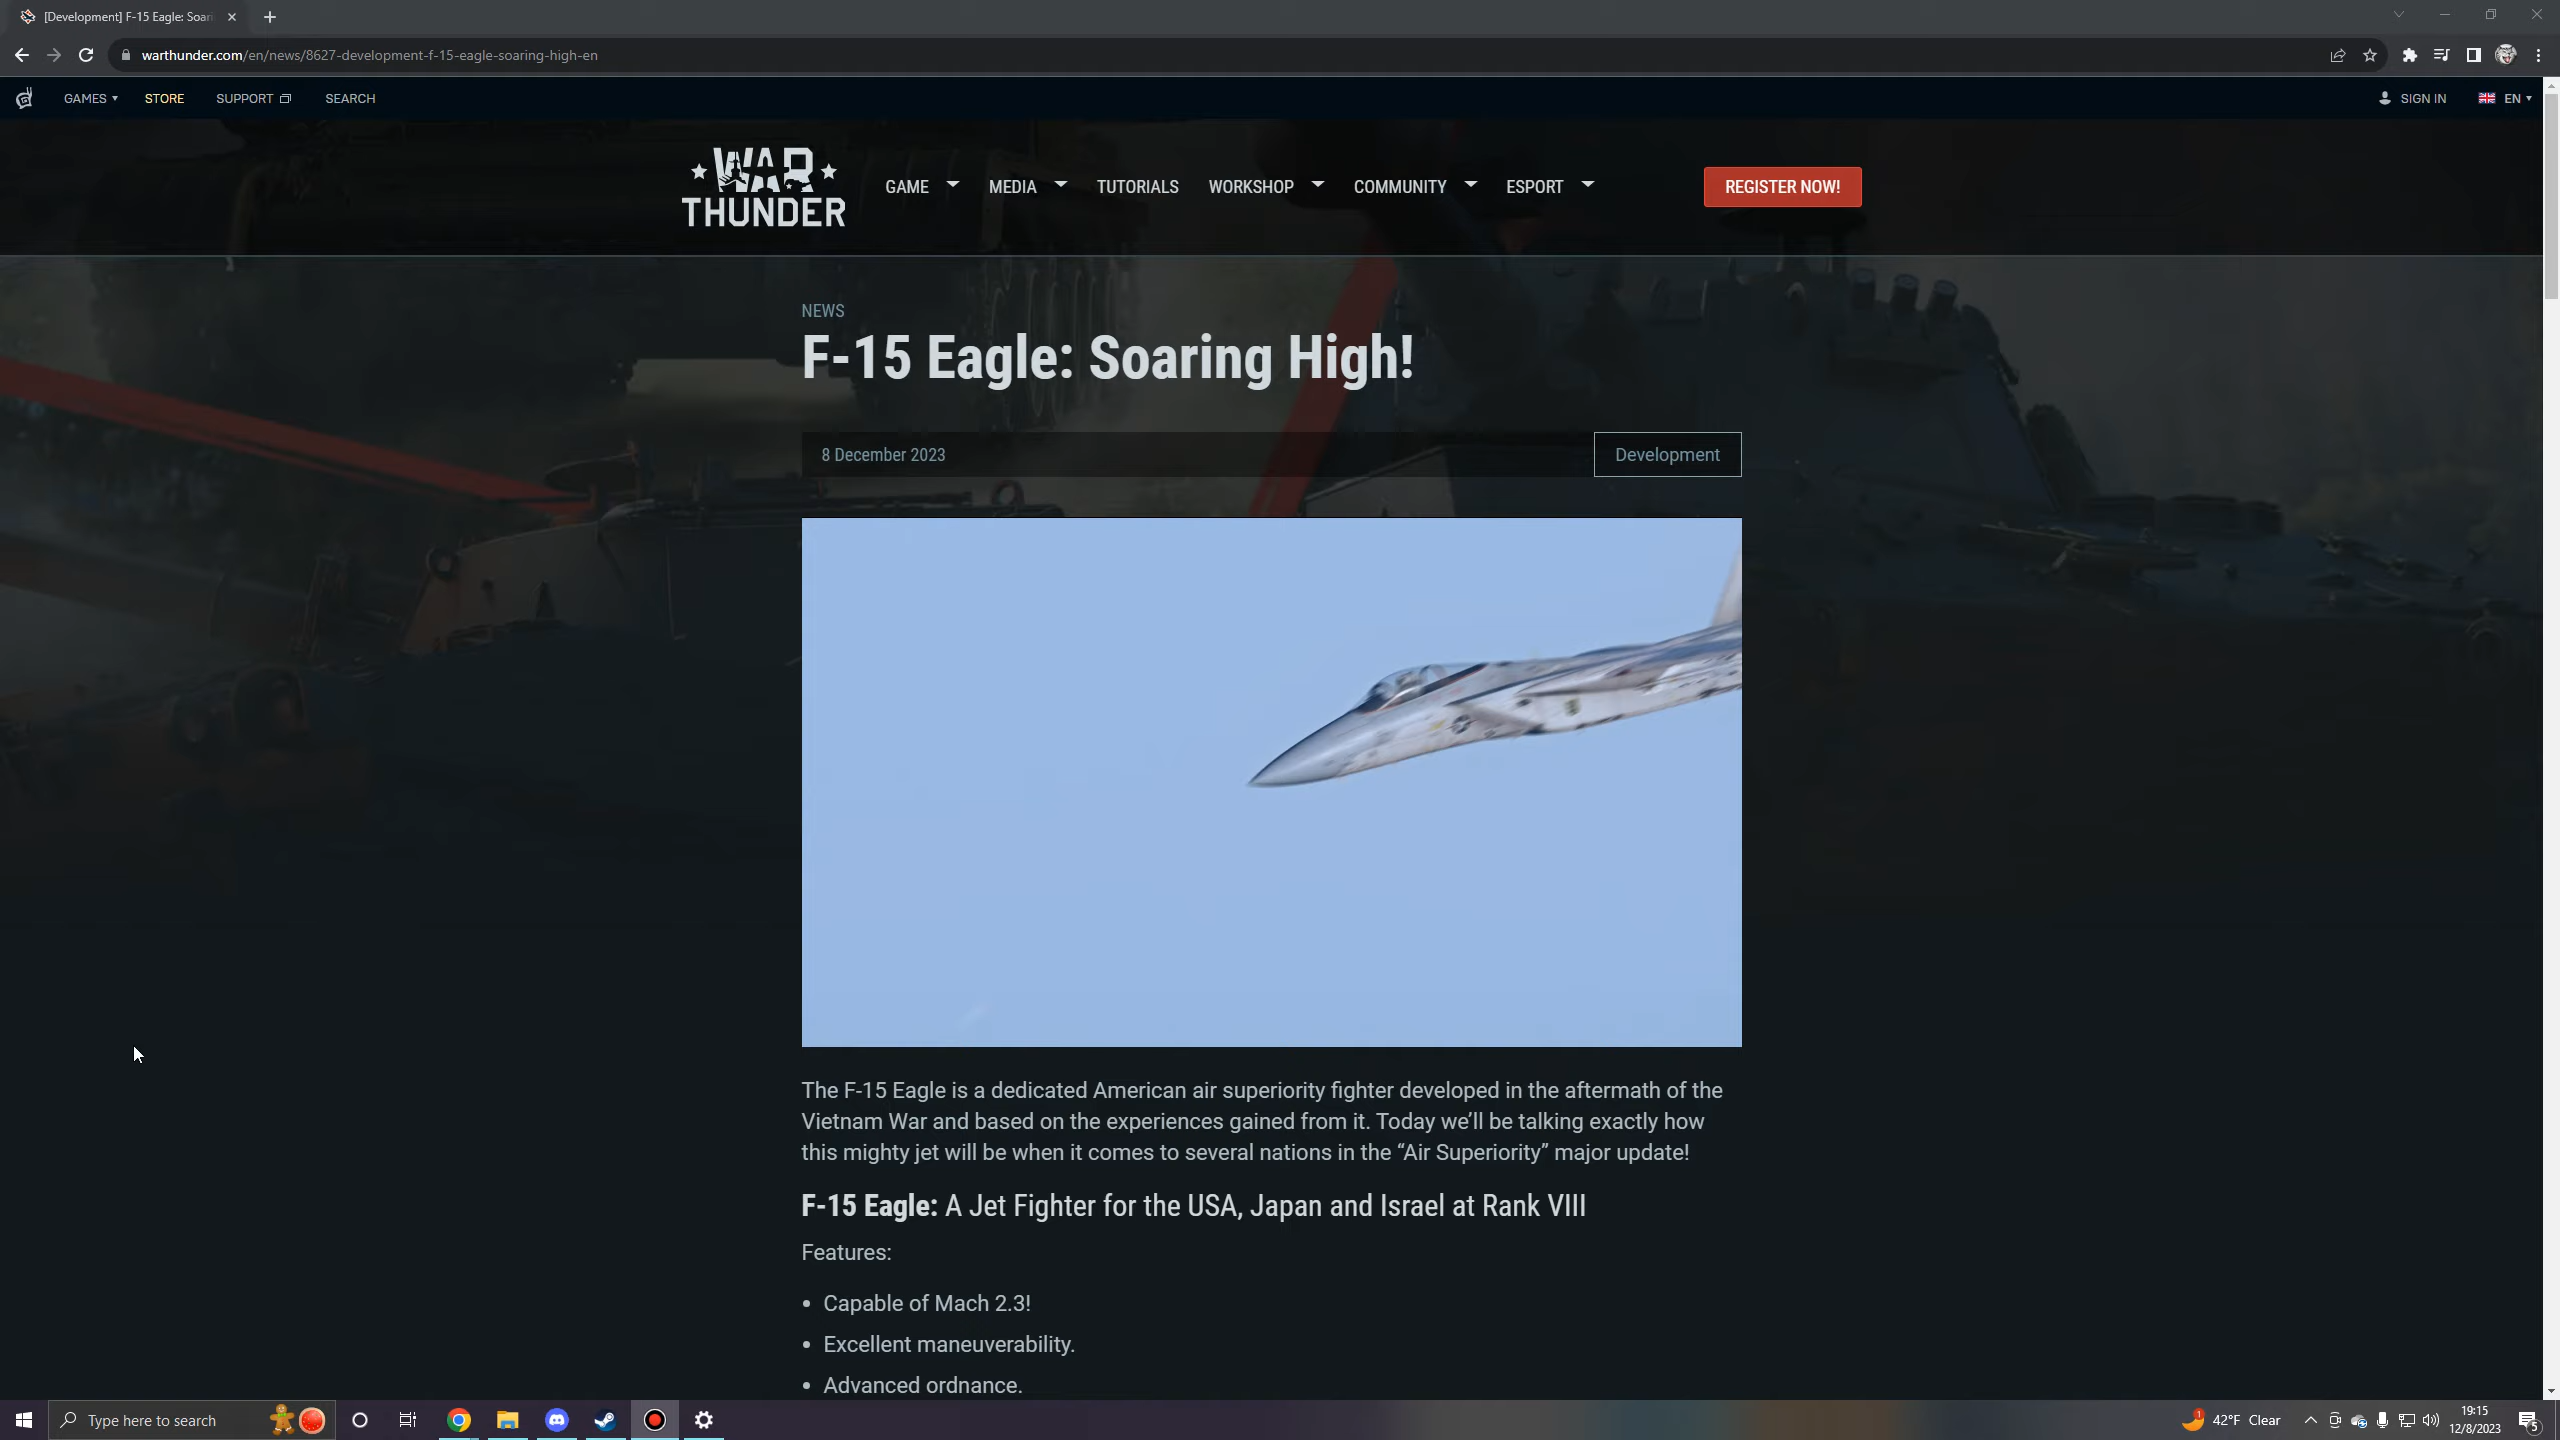 [Development] F-15 Eagle: Soari
warthunder.com/en/news/8627-development-f-15-eagle-soaring-high-en
GAMES STORE SUPPORT SEARCH SIGN IN EN
WAR THUNDER
GAME MEDIA TUTORIALS WORKSHOP COMMUNITY ESPORT REGISTER NOW!
NEWS
F-15 Eagle: Soaring High!
8 December 2023 Development
The F-15 Eagle is a dedicated American air superiority fighter developed in the aftermath of the
Vietnam War and based on the experiences gained from it. Today we’ll be talking exactly how
this mighty jet will be when it comes to several nations in the “Air Superiority” major update!
F-15 Eagle: A Jet Fighter for the USA, Japan and Israel at Rank VIII
Features:
• Capable of Mach 2.3!
• Excellent maneuverability.
• Advanced ordnance.
Type here to search 1 42°F Clear 19:15
12/8/2023 5